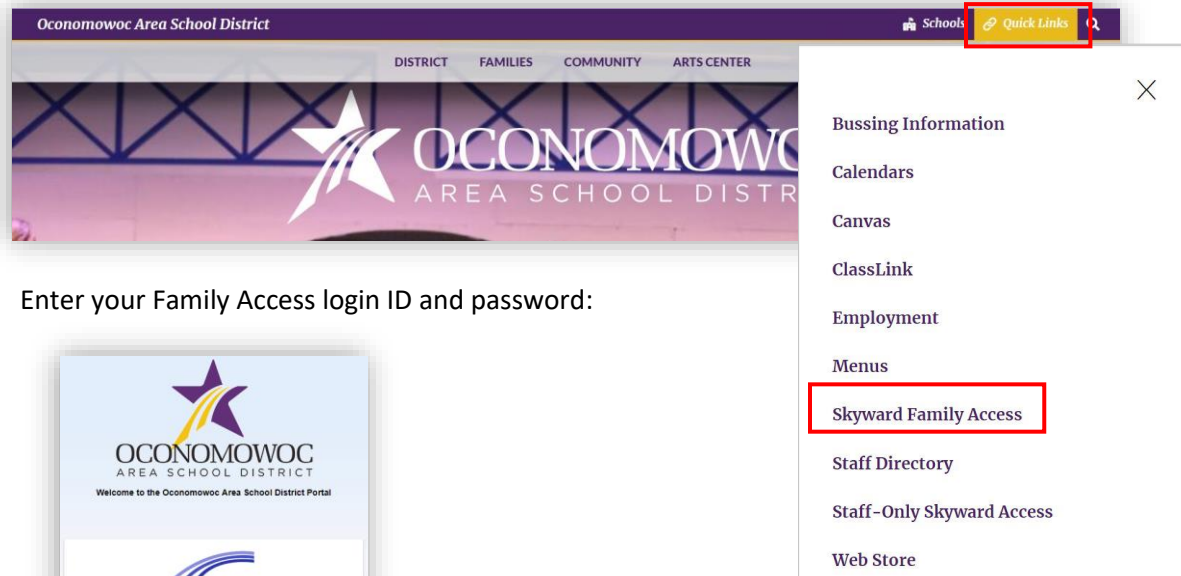 Oconomowoc Area School District
Schools Quick Links
DISTRICT FAMILIES COMMUNITY ARTS CENTER
AREA SCHOOL
Bussing Information
Calendars
Canvas
ClassLink
Employment
Menus
Skyward Family Access
Staff Directory
Staff-Only Skyward Access
Web Store
Enter your Family Access login ID and password:
OCONOMOWOC
AREA SCHOOL DISTRICT
Welcome to the Oconomowoc Area School District Portal